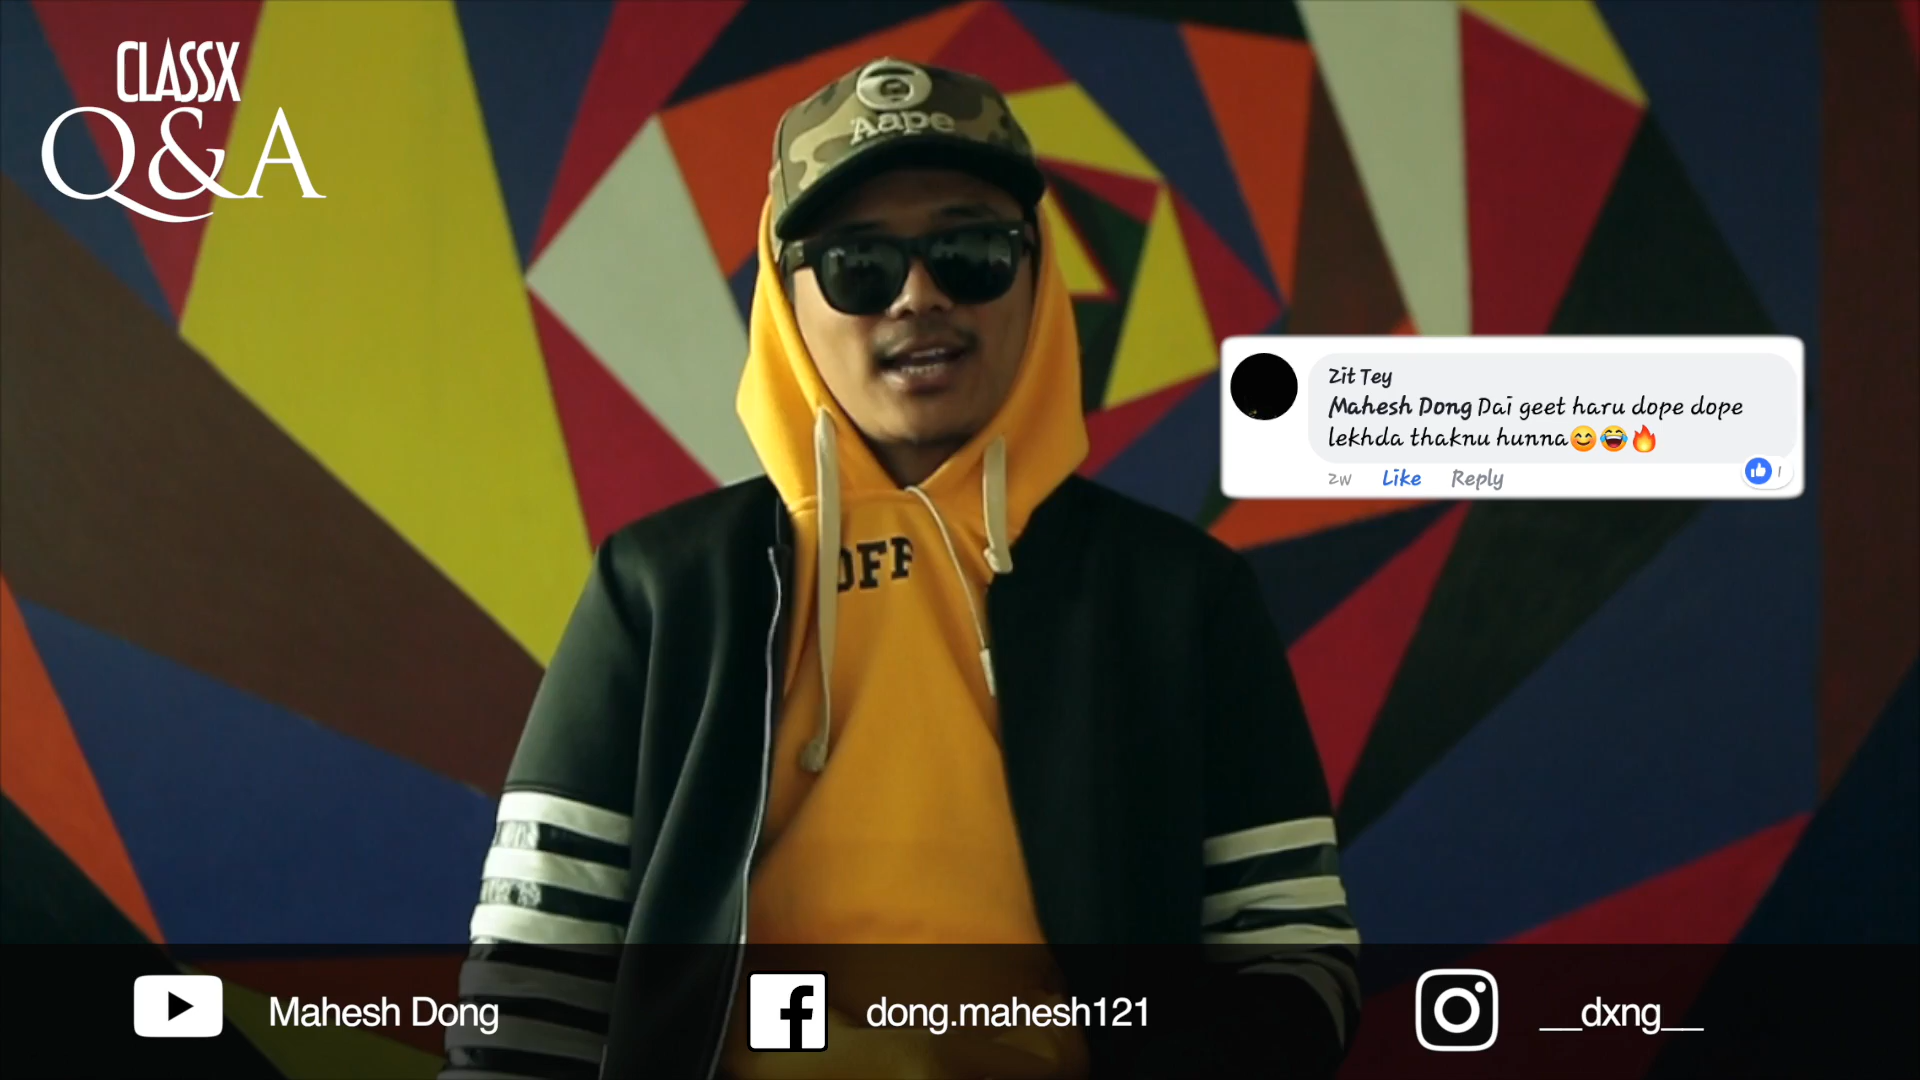 CLASSX
Q&A
Aape
OFF
Zit Tey
Mahesh Dong Dai geet haru dope dope
lekhda thaknu hunna😊😂🔥
2w Like Reply 1
Mahesh Dong
dong.mahesh121
__dxng__